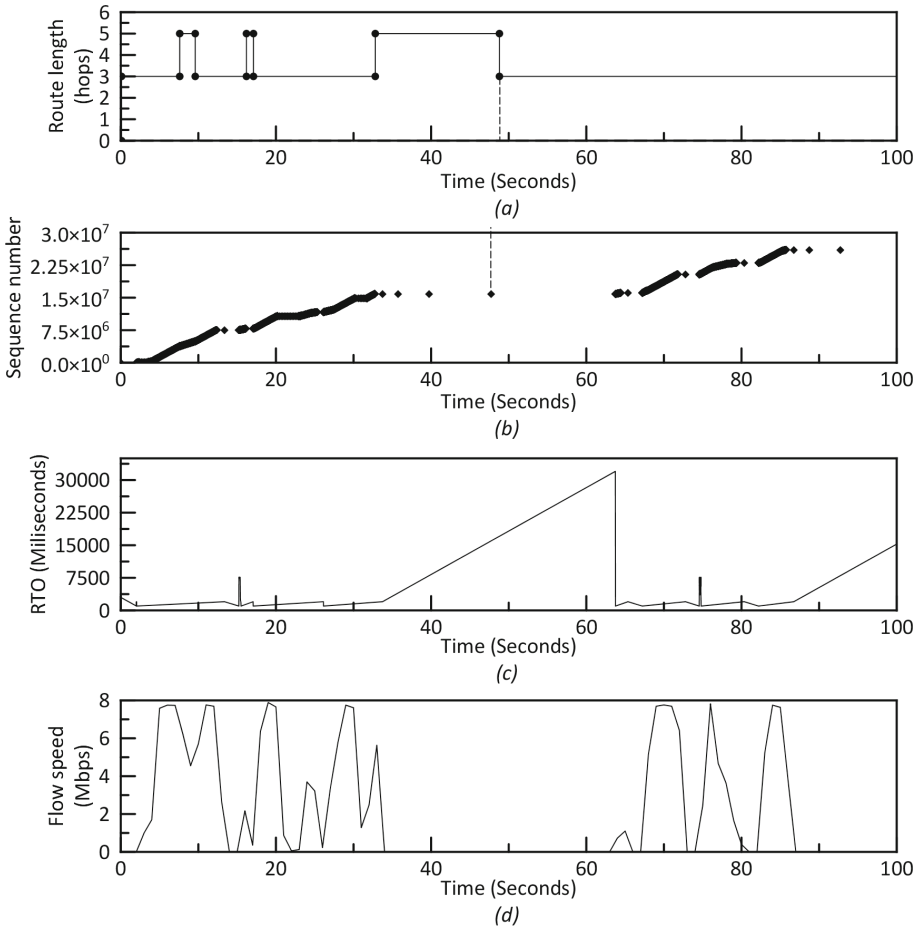 6
5
4
3
2
1
0
Route length
(hops)
0 20 40 60 80 100
Time (Seconds)
(a)
3.0×10⁷
2.25×10⁷
1.5×10⁷
7.5×10⁶
0.0×10⁰
Sequence number
0 20 40 60 80 100
Time (Seconds)
(b)
30000
22500
15000
7500
0
RTO (Miliseconds)
0 20 40 60 80 100
Time (Seconds)
(c)
8
6
4
2
0
Flow speed
(Mbps)
0 20 40 60 80 100
Time (Seconds)
(d)